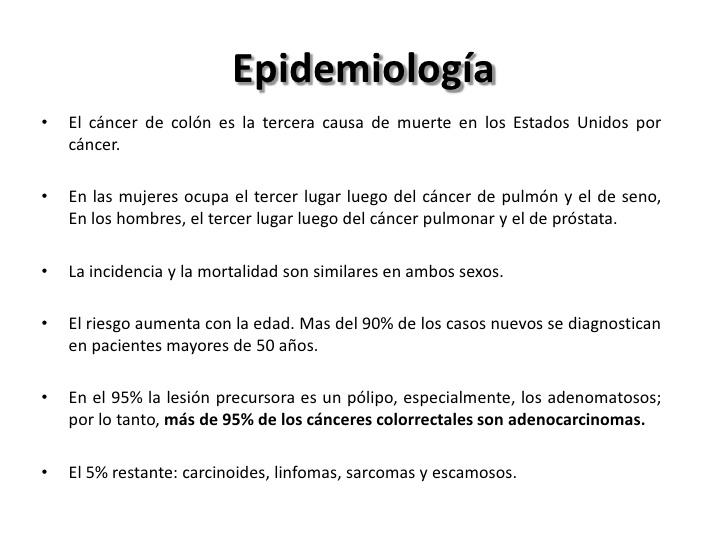 Epidemiología
• El cáncer de colón es la tercera causa de muerte en los Estados Unidos por
cáncer.
• En las mujeres ocupa el tercer lugar luego del cáncer de pulmón y el de seno,
En los hombres, el tercer lugar luego del cáncer pulmonar y el de próstata.
• La incidencia y la mortalidad son similares en ambos sexos.
• El riesgo aumenta con la edad. Mas del 90% de los casos nuevos se diagnostican
en pacientes mayores de 50 años.
• En el 95% la lesión precursora es un pólipo, especialmente, los adenomatosos;
por lo tanto, más de 95% de los cánceres colorrectales son adenocarcinomas.
• El 5% restante: carcinoides, linfomas, sarcomas y escamosos.